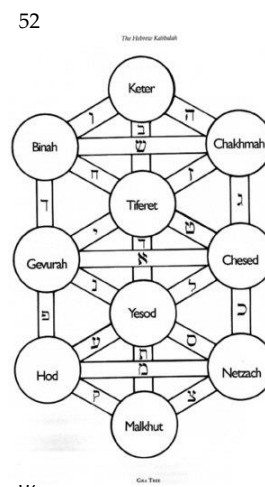 52
The Hebrew Kabbalah
Keter
ו ה
ב
Binah ש Chakhmah
ח ז
ד Tiferet ג
י ט
ר
Gevurah א Chesed
נ ל
פ Yesod כ
ע ס
ת
Hod מ Netzach
ק צ
Malkhut
GRA TREE